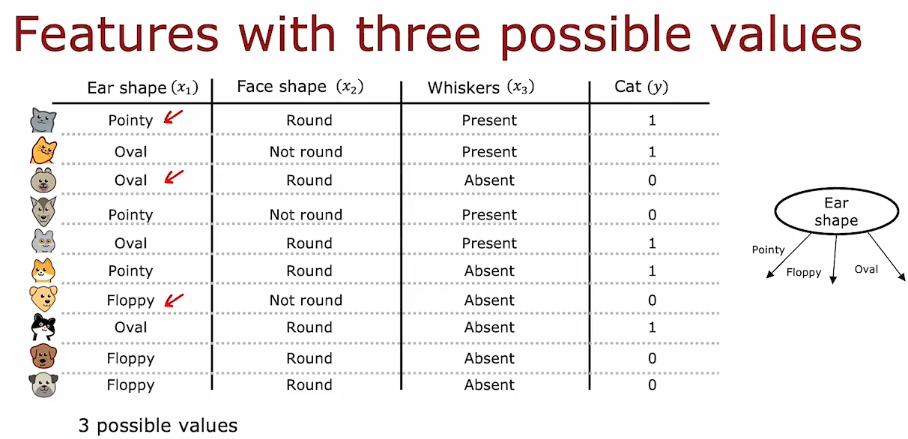 Features with three possible values
Ear shape (x₁) Face shape (x₂) Whiskers (x₃) Cat (y)
Pointy Round Present 1
Oval Not round Present 1
Oval Round Absent 0
Pointy Not round Present 0
Oval Round Present 1
Pointy Round Absent 1
Floppy Not round Absent 0
Oval Round Absent 1
Floppy Round Absent 0
Floppy Round Absent 0
3 possible values
Ear
shape
Pointy
Floppy
Oval